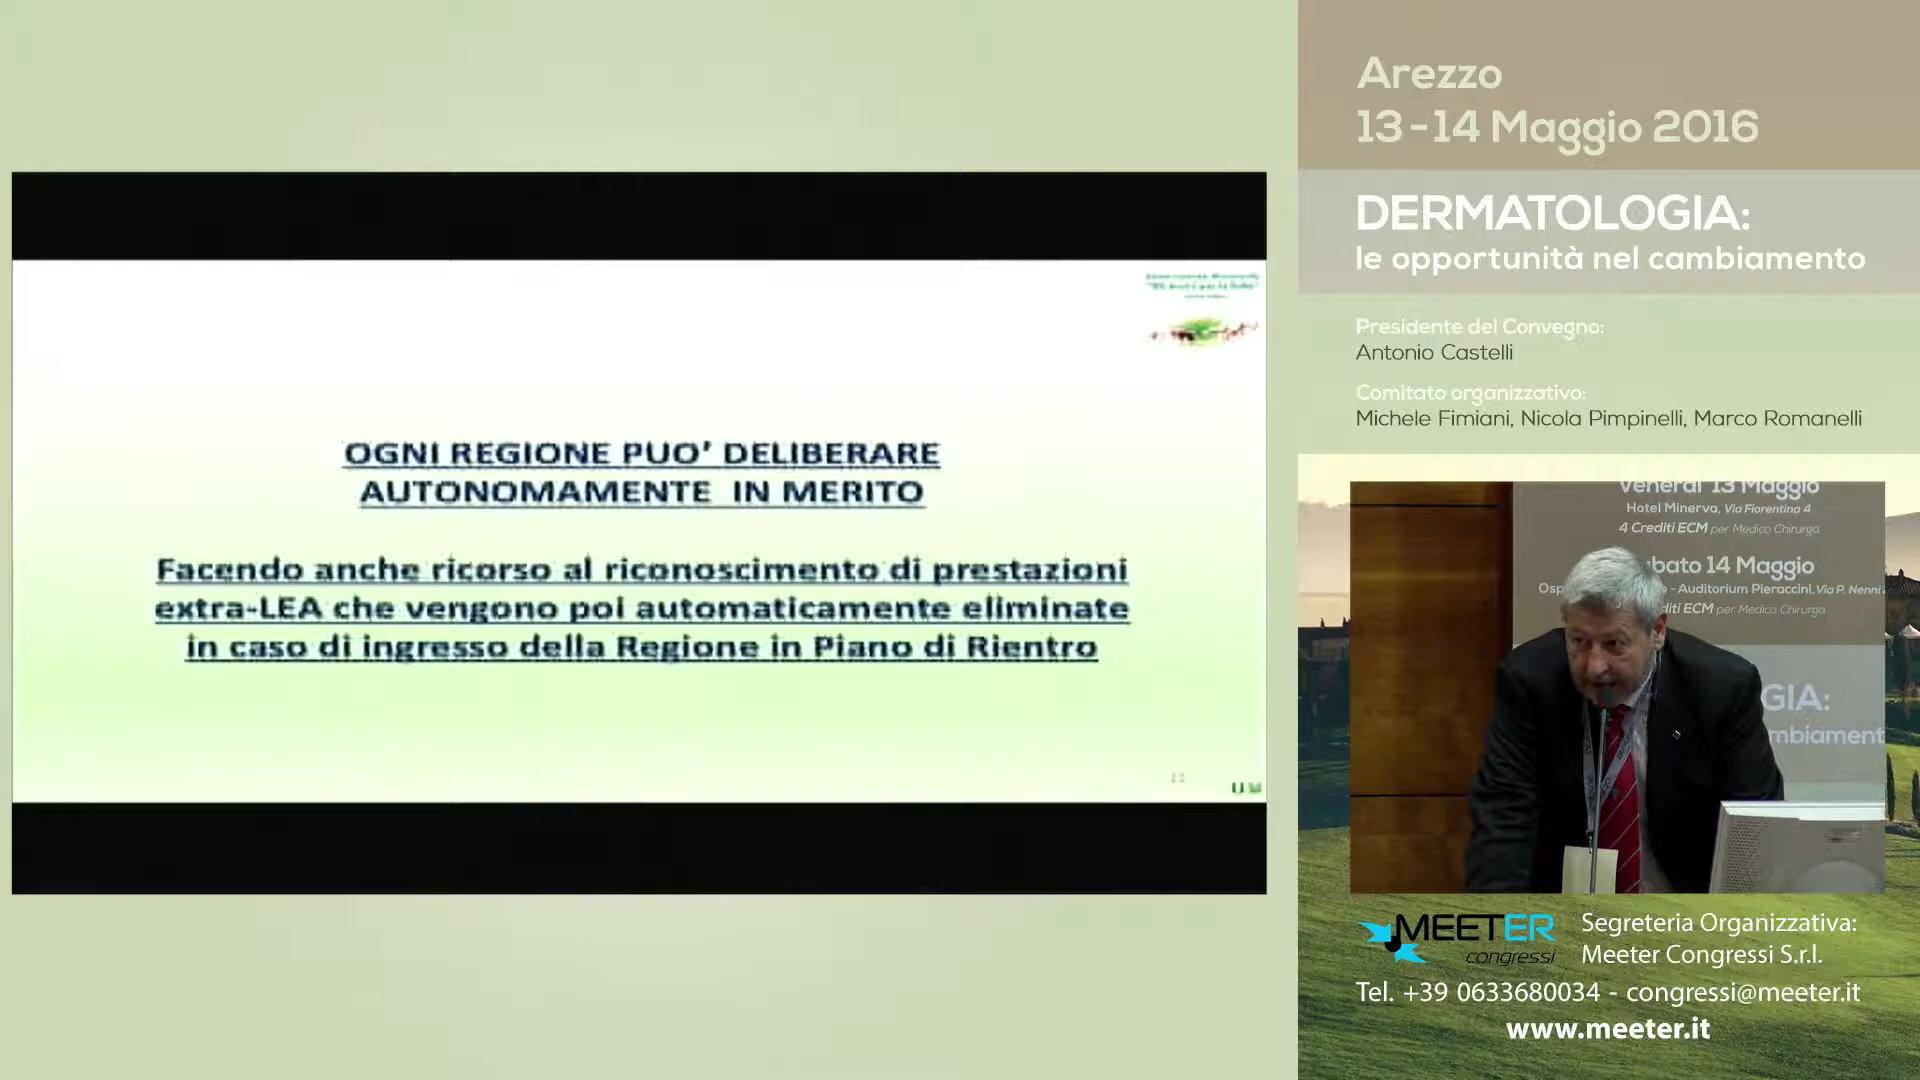 OGNI REGIONE PUO' DELIBERARE
AUTONOMAMENTE IN MERITO
Facendo anche ricorso al riconoscimento di prestazioni
extra-LEA che vengono poi automaticamente eliminate
in caso di ingresso della Regione in Piano di Rientro
Arezzo
13-14 Maggio 2016
DERMATOLOGIA:
le opportunità nel cambiamento
Presidente del Convegno:
Antonio Castelli
Comitato organizzativo:
Michele Fimiani, Nicola Pimpinelli, Marco Romanelli
Venerdì 13 Maggio
Hotel Minerva, Via Fiorentina 4
4 Crediti ECM per Medico Chirurgo
bato 14 Maggio
Osp - Auditorium Pieraccini, Via P. Nenni
diti ECM per Medico Chirurgo
GIA:
mbiament
MEETER
congressi
Segreteria Organizzativa:
Meeter Congressi S.r.l.
Tel. +39 0633680034 - congressi@meeter.it
www.meeter.it